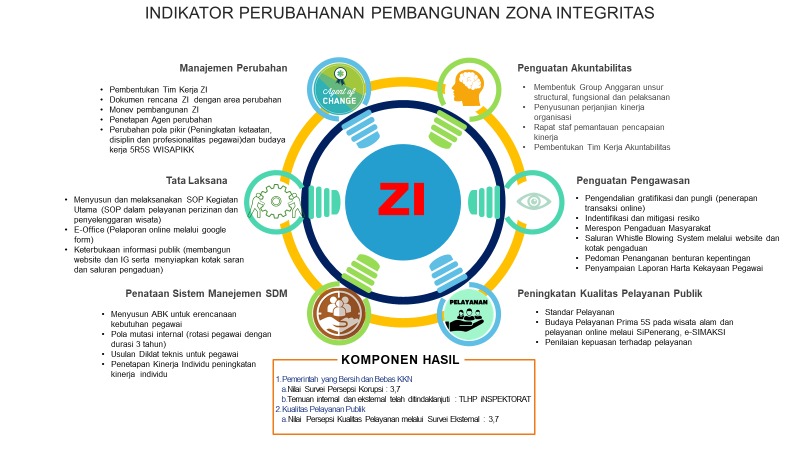 INDIKATOR PERUBAHANAN PEMBANGUNAN ZONA INTEGRITAS
Manajemen Perubahan
• Pembentukan Tim Kerja ZI
• Dokumen rencana ZI dengan area perubahan
• Monev pembangunan ZI
• Penetapan Agen perubahan
• Perubahan pola pikir (Peningkatan ketaatan,
disiplin dan profesionalitas pegawai)dan budaya
kerja 5R5S WISAPIKK
Tata Laksana
• Menyusun dan melaksanakan SOP Kegiatan
Utama (SOP dalam pelayanan perizinan dan
penyelenggaran wisata)
• E-Office (Pelaporan online melalui google
form)
• Keterbukaan informasi publik (membangun
website dan IG serta menyiapkan kotak saran
dan saluran pengaduan)
Penataan Sistem Manejemen SDM
• Menyusun ABK untuk erencanaan
kebutuhan pegawai
• Pola mutasi internal (rotasi pegawai dengan
durasi 3 tahun)
• Usulan Diklat teknis untuk pegawai
• Penetapan Kinerja Individu peningkatan
kinerja individu
Agent of
CHANGE
ZI
PELAYANAN
Penguatan Akuntabilitas
• Membentuk Group Anggaran unsur
structural, fungsional dan pelaksanan
• Penyusunan perjanjian kinerja
organisasi
• Rapat staf pemantauan pencapaian
kinerja
• Pembentukan Tim Kerja Akuntabilitas
Penguatan Pengawasan
• Pengendalian gratifikasi dan pungli (penerapan
transaksi online)
• Indentifikasi dan mitigasi resiko
• Merespon Pengaduan Masyarakat
• Saluran Whistle Blowing System melalui website dan
kotak pengaduan
• Pedoman Penanganan benturan kepentingan
• Penyampaian Laporan Harta Kekayaan Pegawai
Peningkatan Kualitas Pelayanan Publik
• Standar Pelayanan
• Budaya Pelayanan Prima 5S pada wisata alam dan
pelayanan online melaui SiPenerang, e-SIMAKSI
• Penilaian kepuasan terhadap pelayanan
KOMPONEN HASIL
1.Pemerintah yang Bersih dan Bebas KKN
a.Nilai Survei Persepsi Korupsi : 3,7
b.Temuan internal dan eksternal telah ditindaklanjuti : TLHP iNSPEKTORAT
2.Kualitas Pelayanan Publik
a.Nilai Persepsi Kualitas Pelayanan melalui Survei Eksternal : 3,7